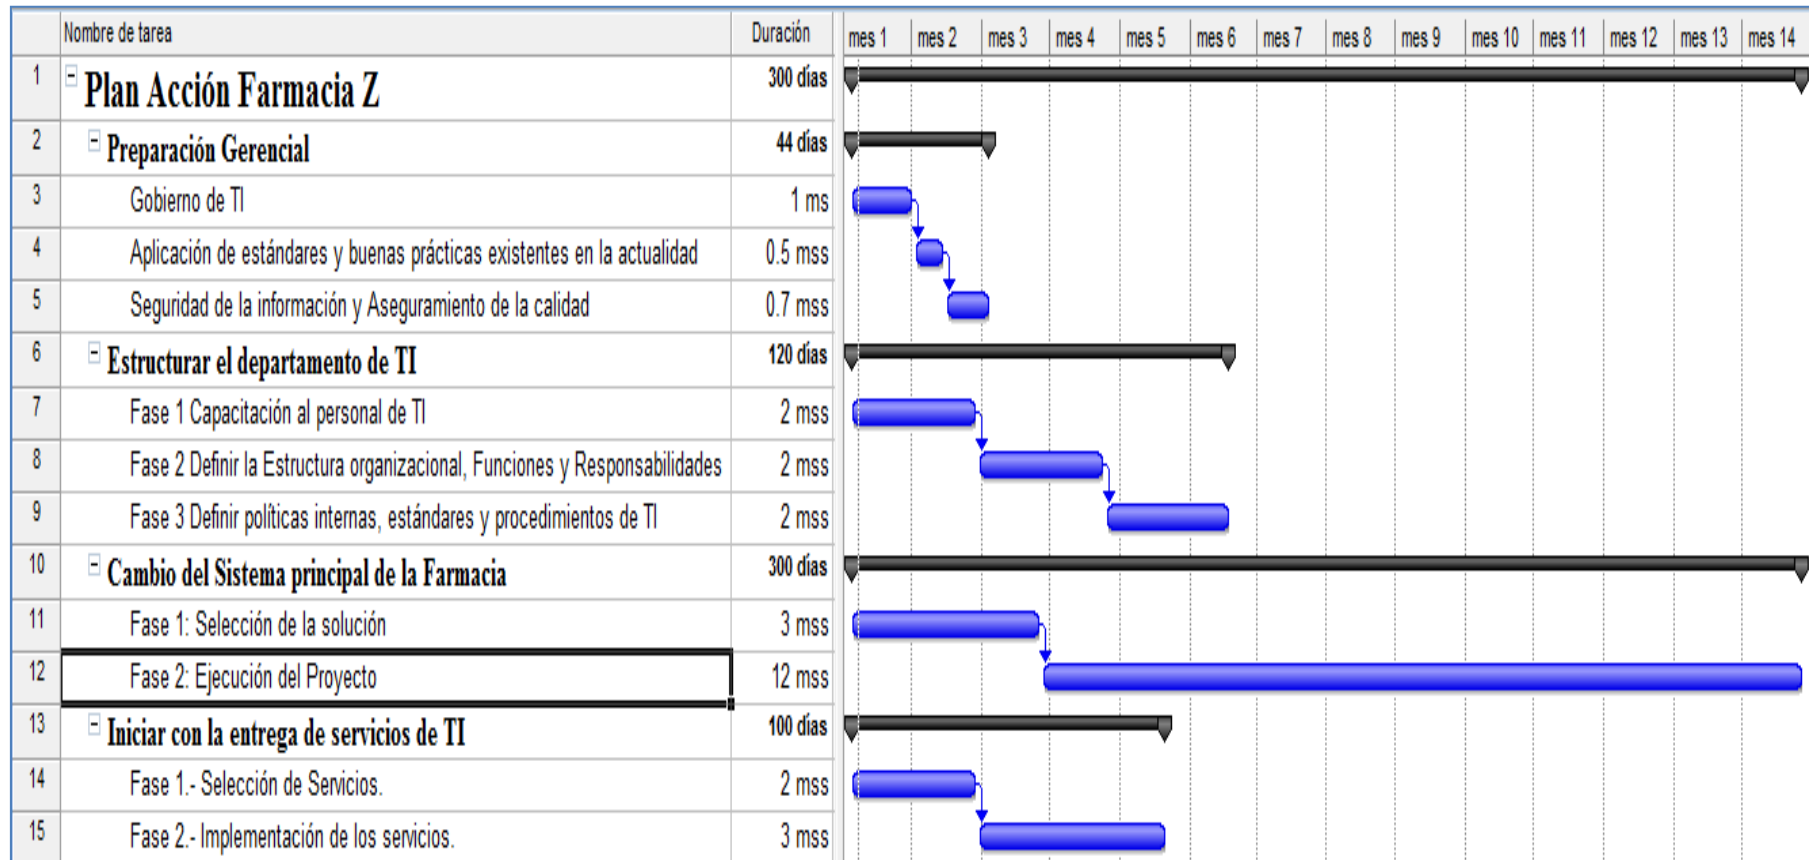 Nombre de tarea Duración mes 1 mes 2 mes 3 mes 4 mes 5 mes 6 mes 7 mes 8 mes 9 mes 10 mes 11 mes 12 mes 13 mes 14
1 Plan Acción Farmacia Z 300 días
2 Preparación Gerencial 44 días
3 Gobierno de TI 1 ms
4 Aplicación de estándares y buenas prácticas existentes en la actualidad 0.5 mss
5 Seguridad de la información y Aseguramiento de la calidad 0.7 mss
6 Estructurar el departamento de TI 120 días
7 Fase 1 Capacitación al personal de TI 2 mss
8 Fase 2 Definir la Estructura organizacional, Funciones y Responsabilidades 2 mss
9 Fase 3 Definir políticas internas, estándares y procedimientos de TI 2 mss
10 Cambio del Sistema principal de la Farmacia 300 días
11 Fase 1: Selección de la solución 3 mss
12 Fase 2: Ejecución del Proyecto 12 mss
13 Iniciar con la entrega de servicios de TI 100 días
14 Fase 1.- Selección de Servicios. 2 mss
15 Fase 2.- Implementación de los servicios. 3 mss